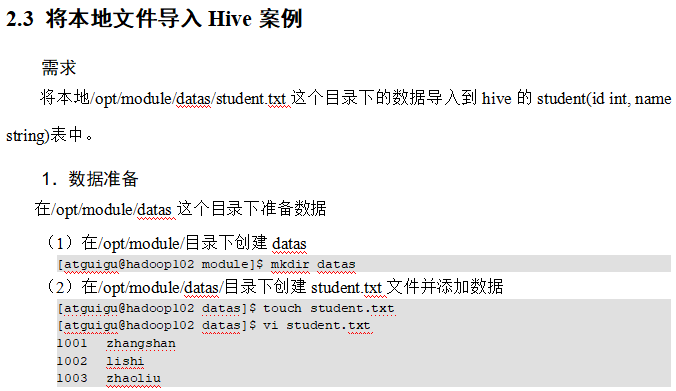 2.3 将本地文件导入 Hive 案例
需求
将本地/opt/module/datas/student.txt 这个目录下的数据导入到 hive 的 student(id int, name
string)表中。
1．数据准备
在/opt/module/datas 这个目录下准备数据
（1）在/opt/module/目录下创建 datas
[atguigu@hadoop102 module]$ mkdir datas
（2）在/opt/module/datas/目录下创建 student.txt 文件并添加数据
[atguigu@hadoop102 datas]$ touch student.txt
[atguigu@hadoop102 datas]$ vi student.txt
1001 zhangshan
1002 lishi
1003 zhaoliu